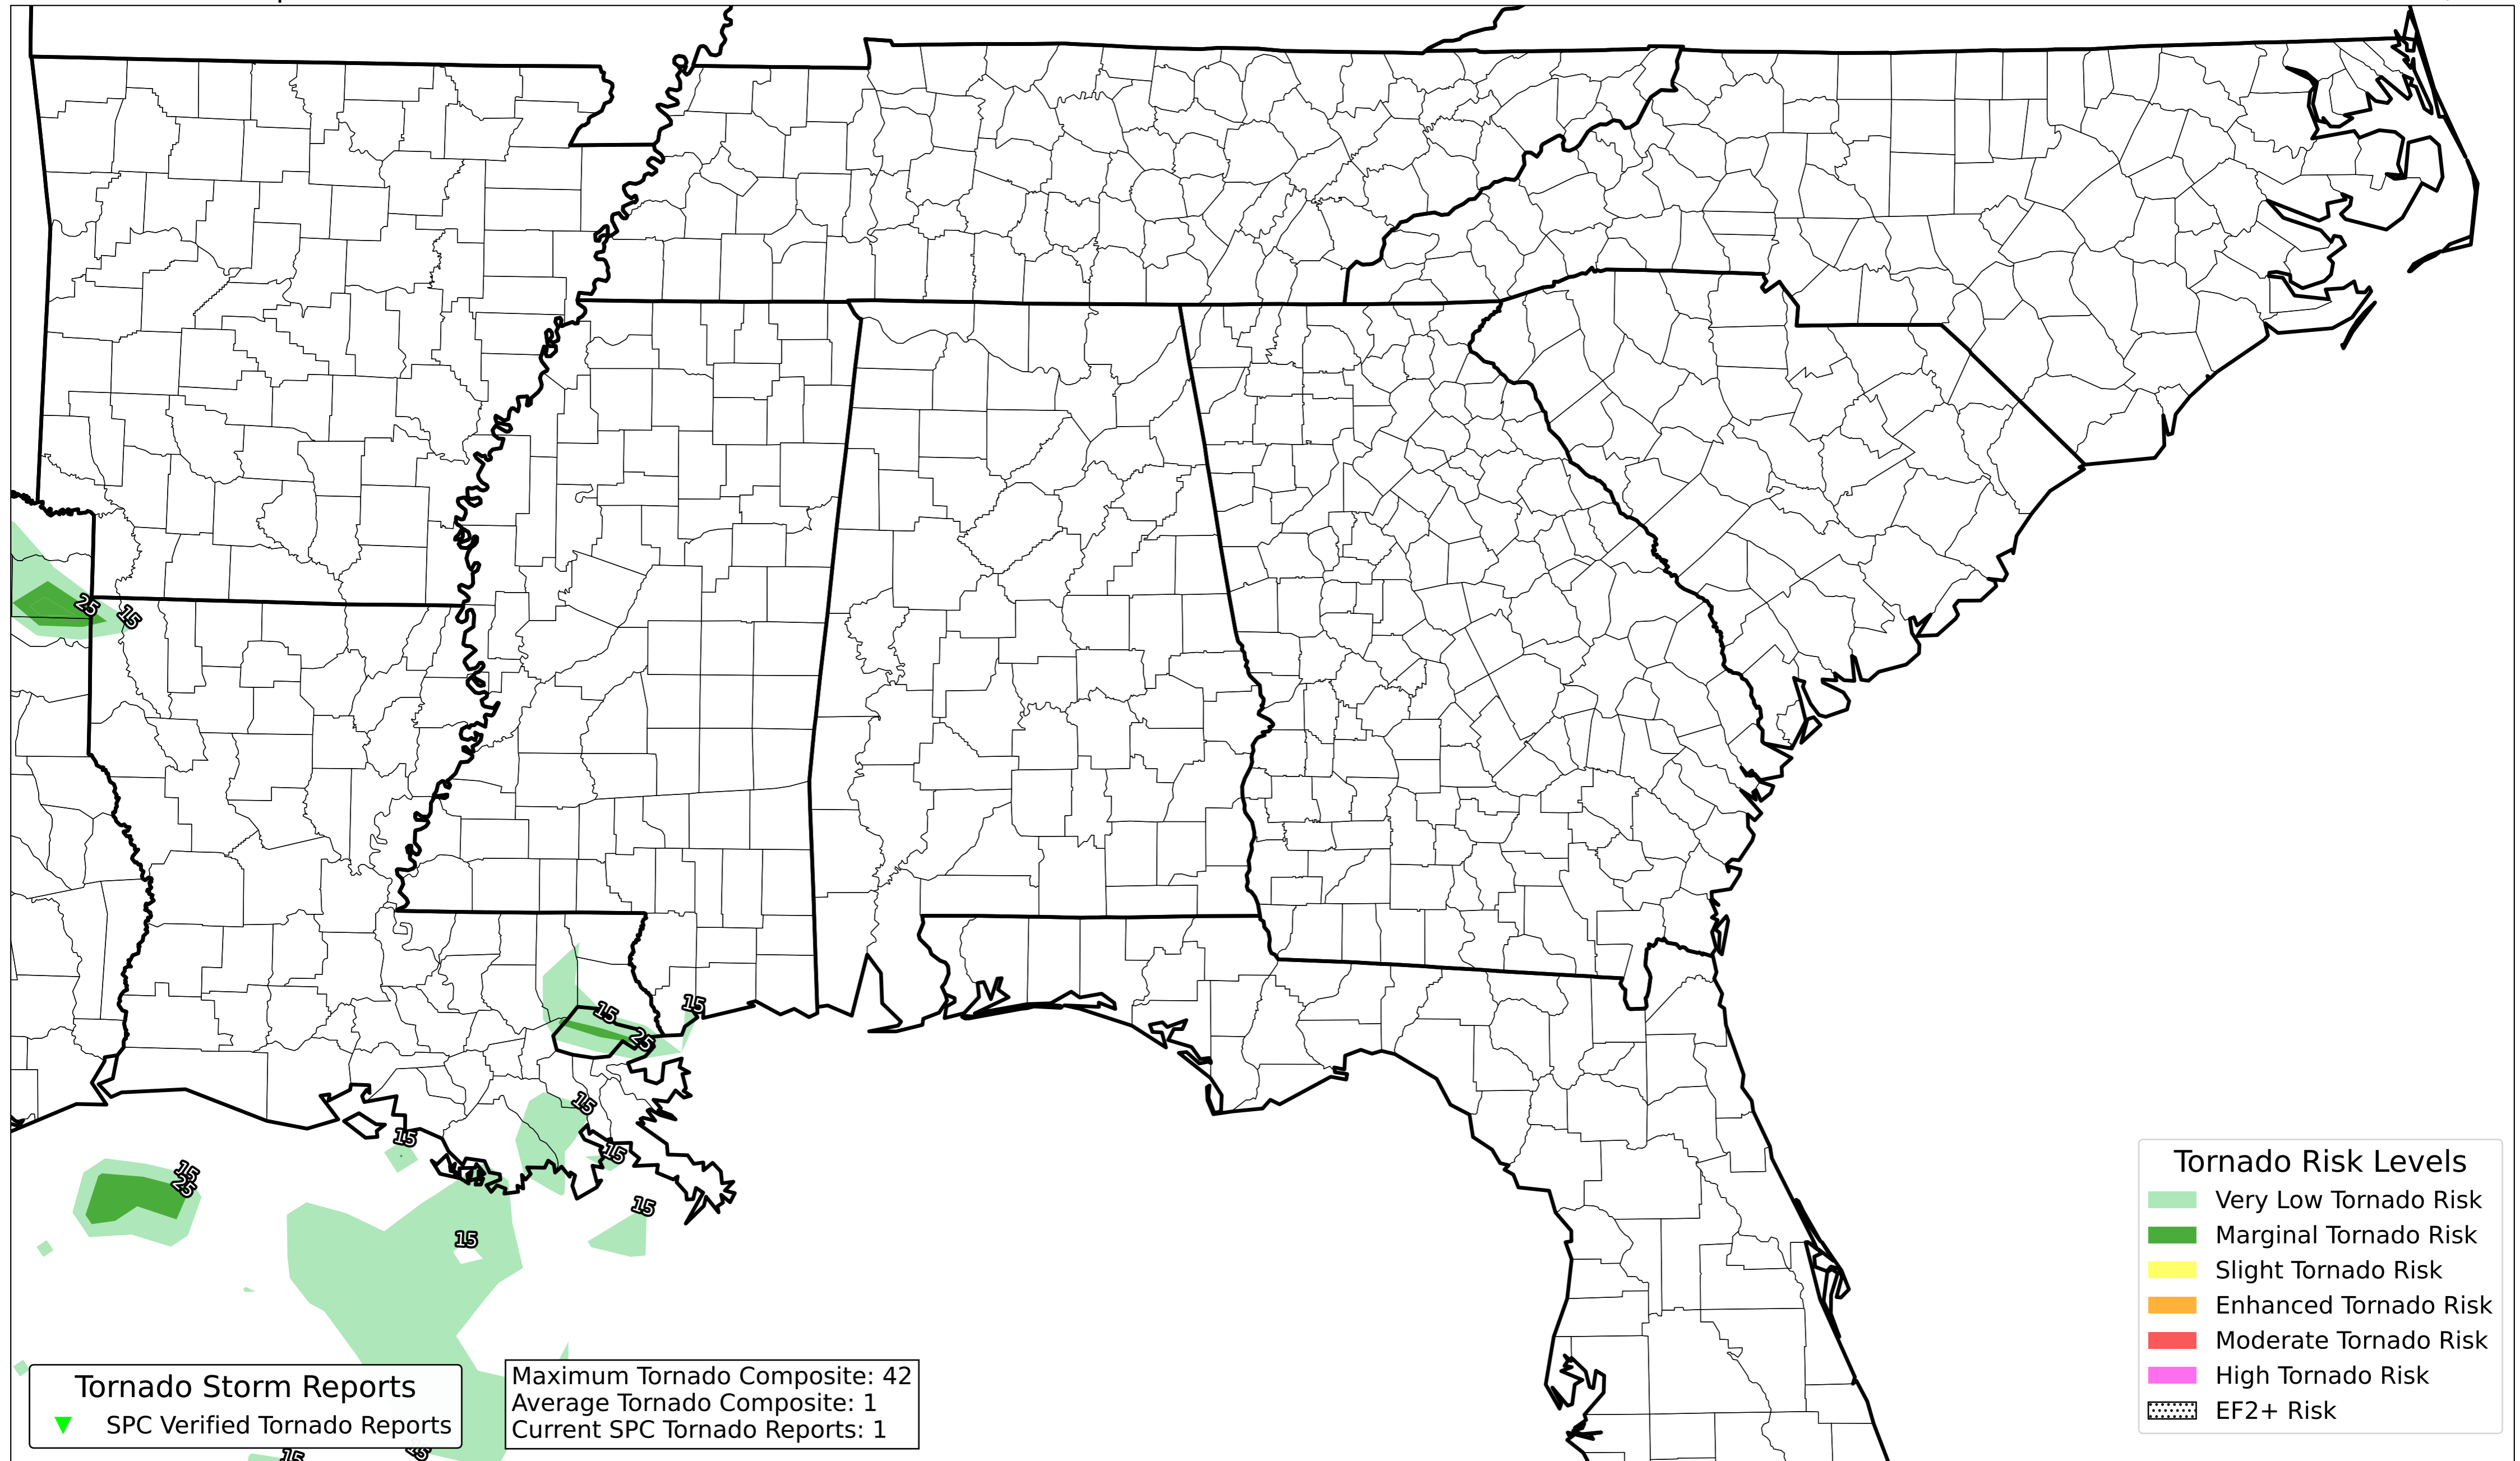 25
15
15
15
25
15
15
15
15
25
15
15
15
15
Tornado Storm Reports
SPC Verified Tornado Reports
Maximum Tornado Composite: 42
Average Tornado Composite: 1
Current SPC Tornado Reports: 1
Tornado Risk Levels
Very Low Tornado Risk
Marginal Tornado Risk
Slight Tornado Risk
Enhanced Tornado Risk
Moderate Tornado Risk
High Tornado Risk
EF2+ Risk